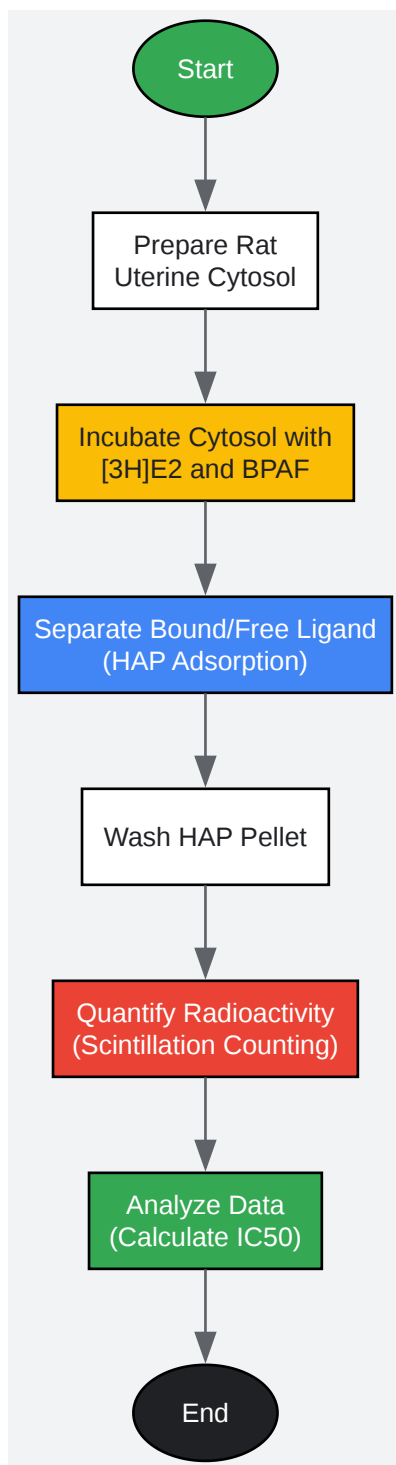 Start
Prepare Rat
Uterine Cytosol
Incubate Cytosol with
[3H]E2 and BPAF
Separate Bound/Free Ligand
(HAP Adsorption)
Wash HAP Pellet
Quantify Radioactivity
(Scintillation Counting)
Analyze Data
(Calculate IC50)
End